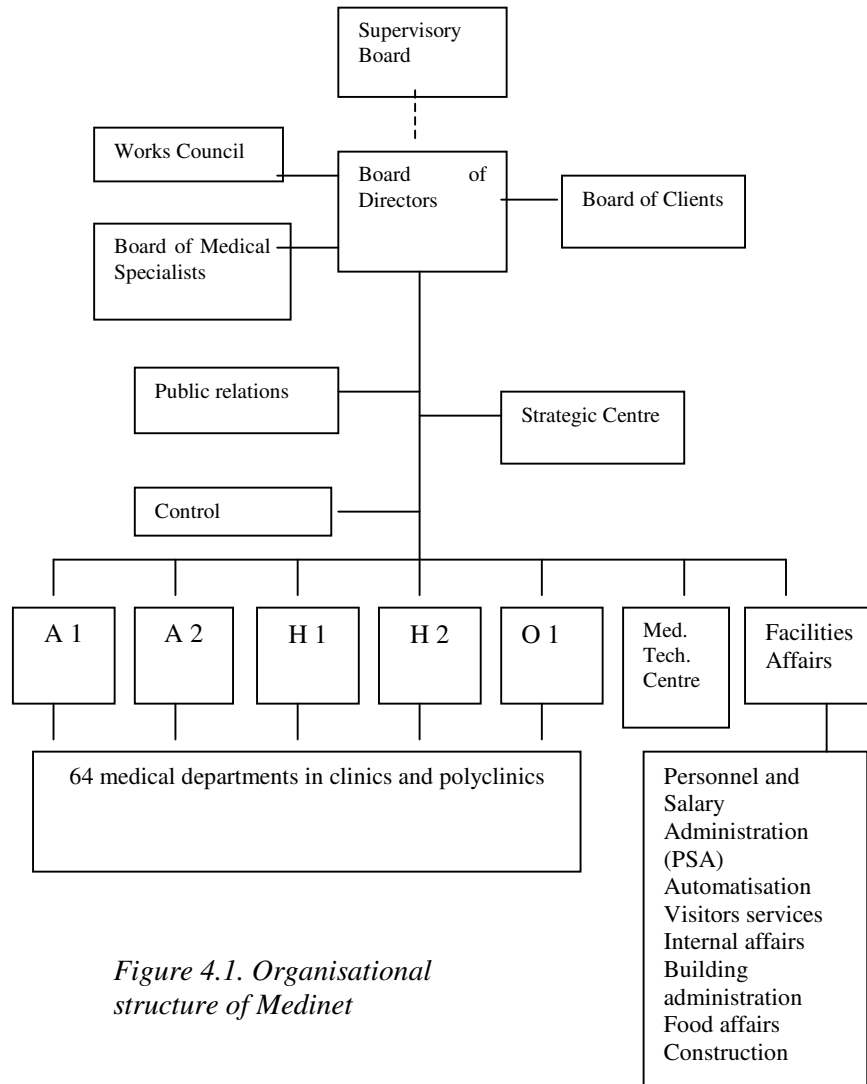 Supervisory
Board
Works Council
Board of
Directors
Board of Clients
Board of Medical
Specialists
Public relations
Strategic Centre
Control
A 1
A 2
H 1
H 2
O 1
Med.
Tech.
Centre
Facilities
Affairs
64 medical departments in clinics and polyclinics
Personnel and
Salary
Administration
(PSA)
Automatisation
Visitors services
Internal affairs
Building
administration
Food affairs
Construction
Figure 4.1. Organisational
structure of Medinet